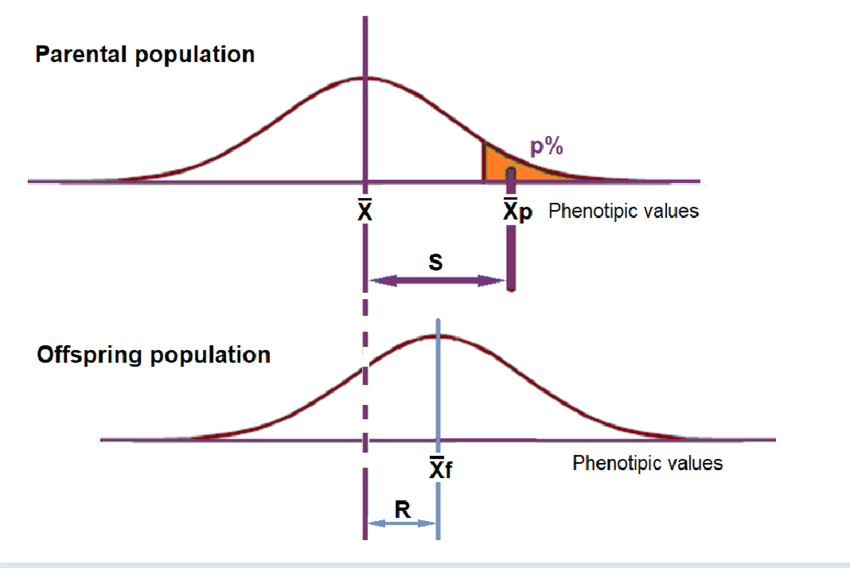 Parental population
p%
X̅
X̅p
Phenotipic values
S
Offspring population
X̅f
Phenotipic values
R